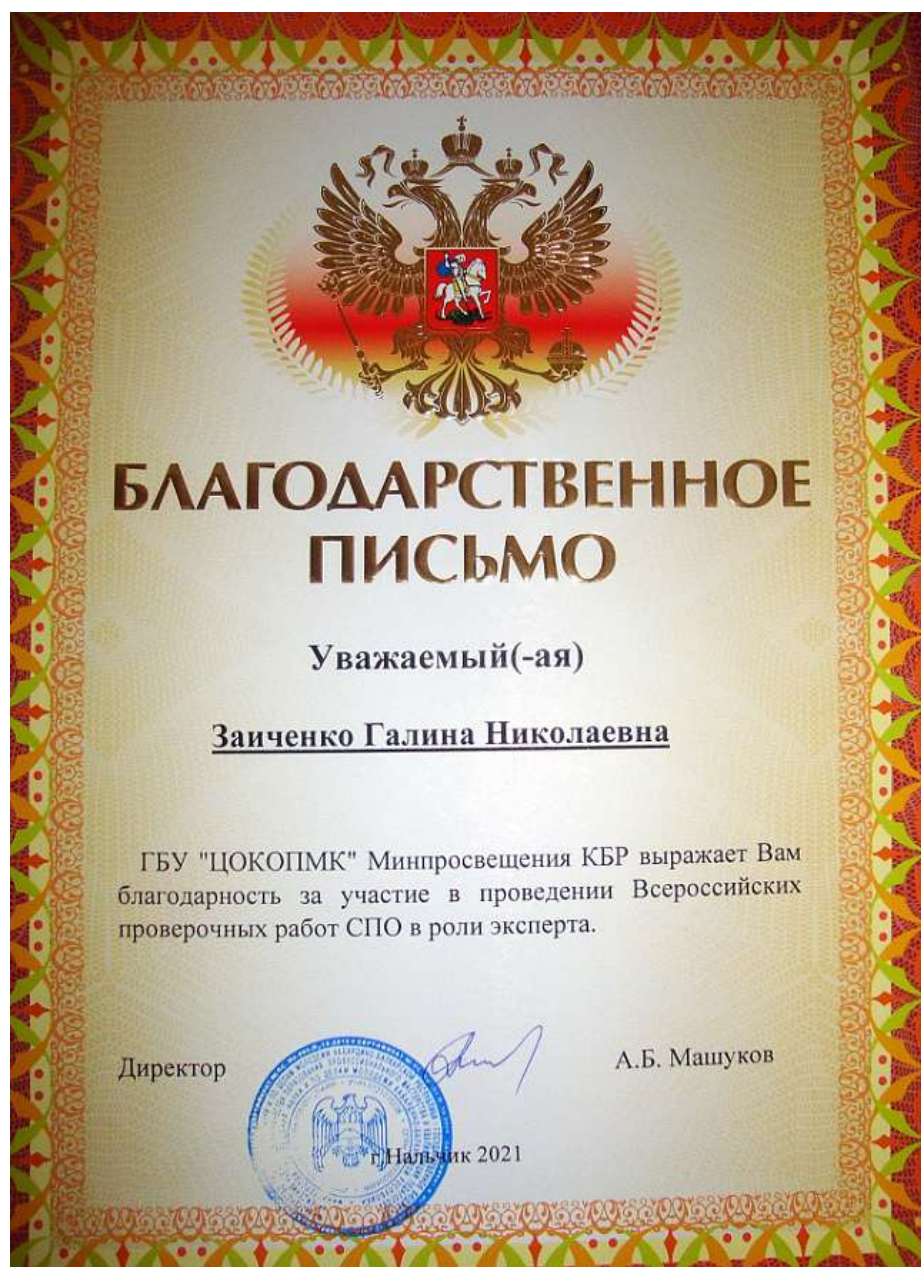 БЛАГОДАРСТВЕННОЕ
ПИСЬМО
Уважаемый(-ая)
Заиченко Галина Николаевна
ГБУ "ЦОКОПМК" Минпросвещения КБР выражает Вам
благодарность за участие в проведении Всероссийских
проверочных работ СПО в роли эксперта.
Директор
А.Б. Машуков
г.Нальчик 2021